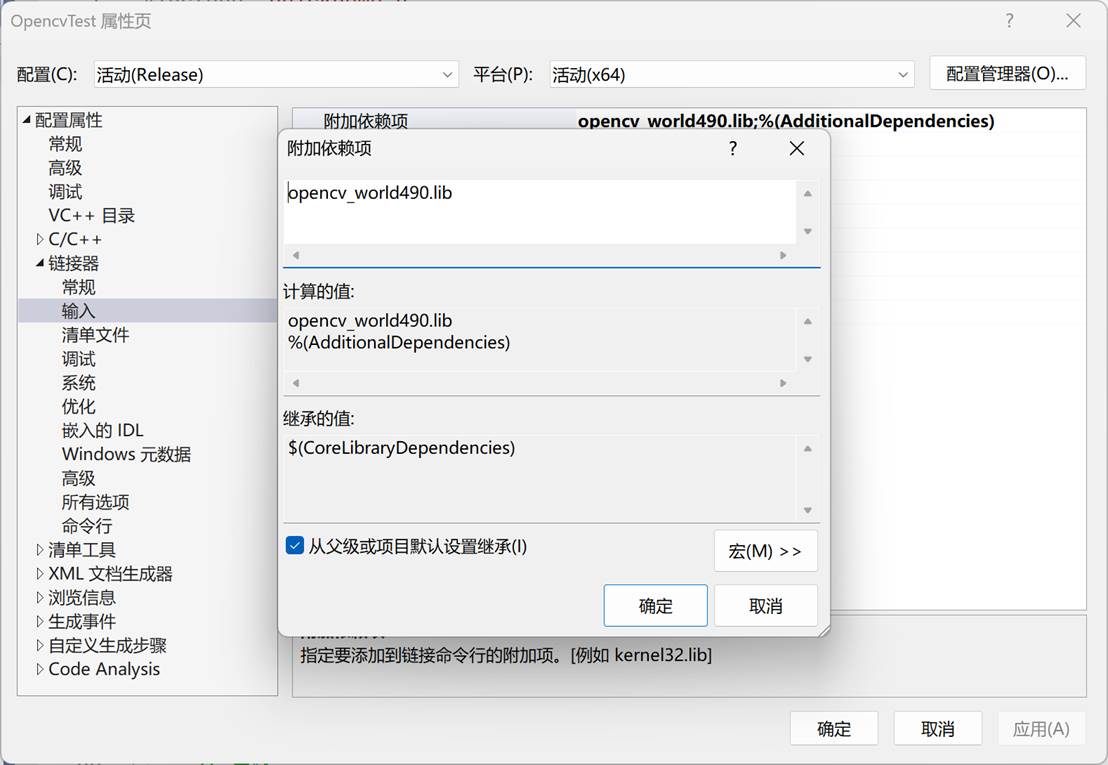 OpencvTest 属性页
配置(C):
活动(Release)
平台(P):
活动(x64)
配置管理器(O)...
配置属性
常规
高级
调试
VC++ 目录
C/C++
链接器
常规
输入
清单文件
调试
系统
优化
嵌入的 IDL
Windows 元数据
高级
所有选项
命令行
清单工具
XML 文档生成器
浏览信息
生成事件
自定义生成步骤
Code Analysis
附加依赖项
opencv_world490.lib;%(AdditionalDependencies)
附加依赖项
opencv_world490.lib
计算的值:
opencv_world490.lib
%(AdditionalDependencies)
继承的值:
$(CoreLibraryDependencies)
从父级或项目默认设置继承(I)
宏(M) >>
确定
取消
指定要添加到链接命令行的附加项。[例如 kernel32.lib]
确定
取消
应用(A)